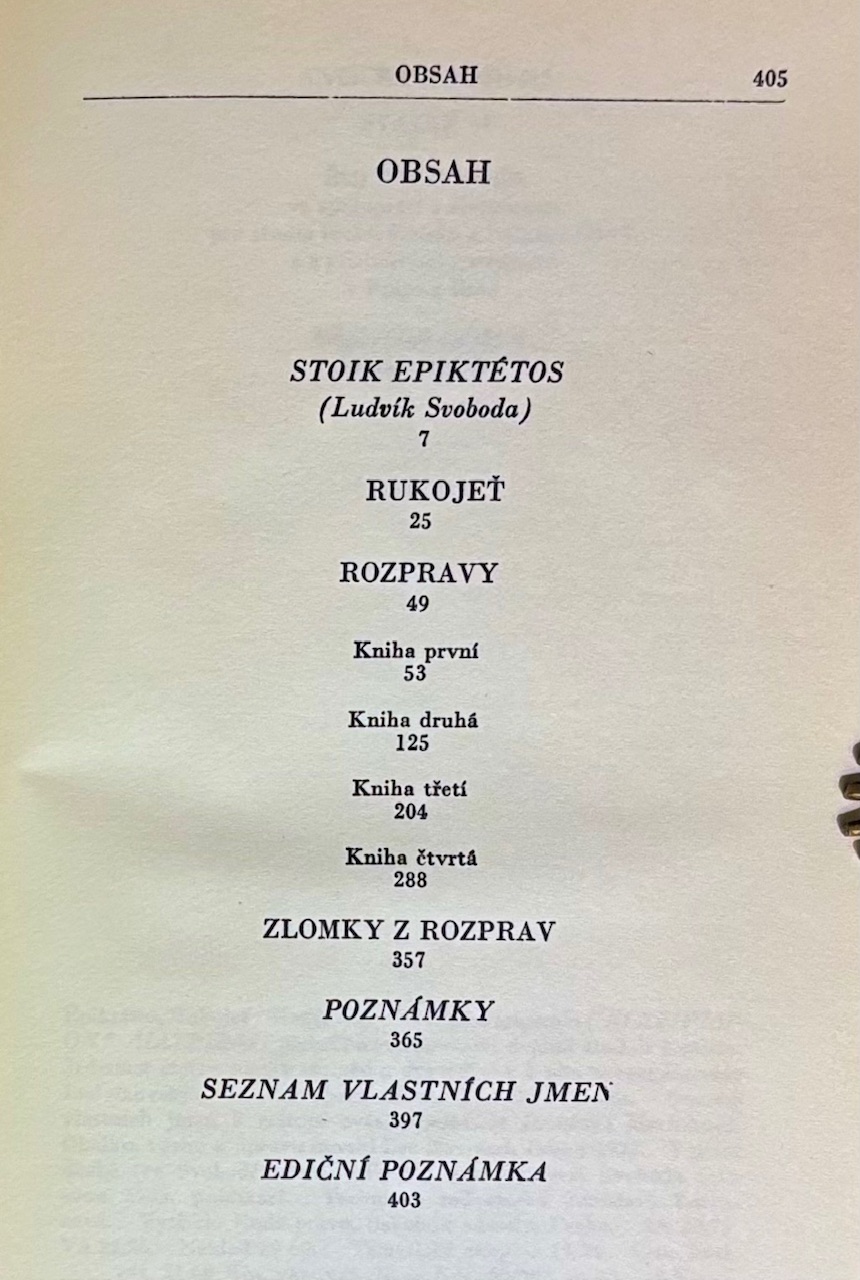 OBSAH 405
OBSAH
STOIK EPIKTÉTOS
(Ludvík Svoboda)
7
RUKOJEŤ
25
ROZPRAVY
49
Kniha první
53
Kniha druhá
125
Kniha třetí
204
Kniha čtvrtá
288
ZLOMKY Z ROZPRAV
357
POZNÁMKY
365
SEZNAM VLASTNÍCH JMEN
397
EDIČNÍ POZNÁMKA
403